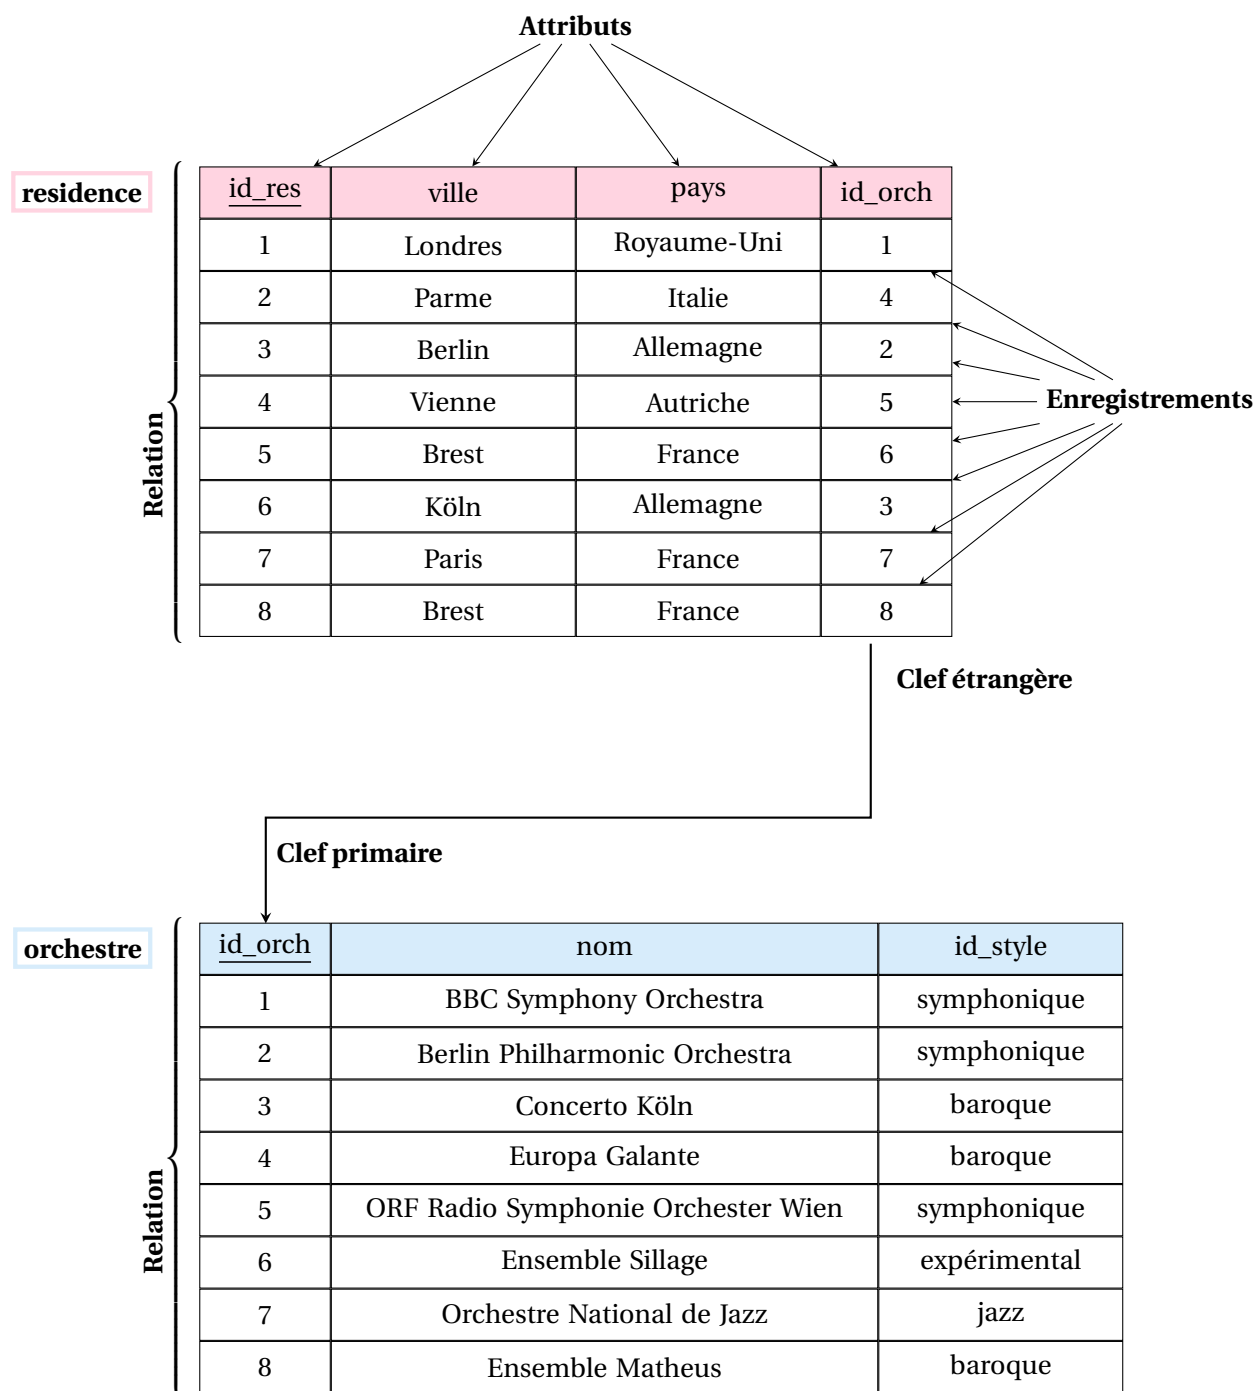 Attributs
residence
id_res ville pays id_orch
1 Londres Royaume-Uni 1
2 Parme Italie 4
3 Berlin Allemagne 2
4 Vienne Autriche 5
Enregistrements
5 Brest France 6
6 Köln Allemagne 3
7 Paris France 7
8 Brest France 8
Relation
Clef étrangère
Clef primaire
orchestre
id_orch nom id_style
1 BBC Symphony Orchestra symphonique
2 Berlin Philharmonic Orchestra symphonique
3 Concerto Köln baroque
4 Europa Galante baroque
5 ORF Radio Symphonie Orchester Wien symphonique
6 Ensemble Sillage expérimental
7 Orchestre National de Jazz jazz
8 Ensemble Matheus baroque
Relation